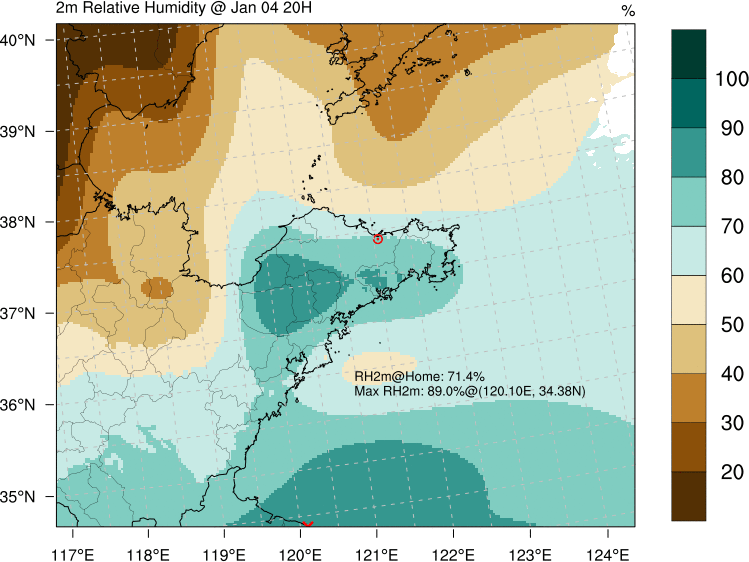 2m Relative Humidity @ Jan 04 20H
%
40°N
39°N
38°N
37°N
36°N
35°N
100
90
80
70
60
50
40
30
20
RH2m@Home: 71.4%
Max RH2m: 89.0%@(120.10E, 34.38N)
117°E 118°E 119°E 120°E 121°E 122°E 123°E 124°E